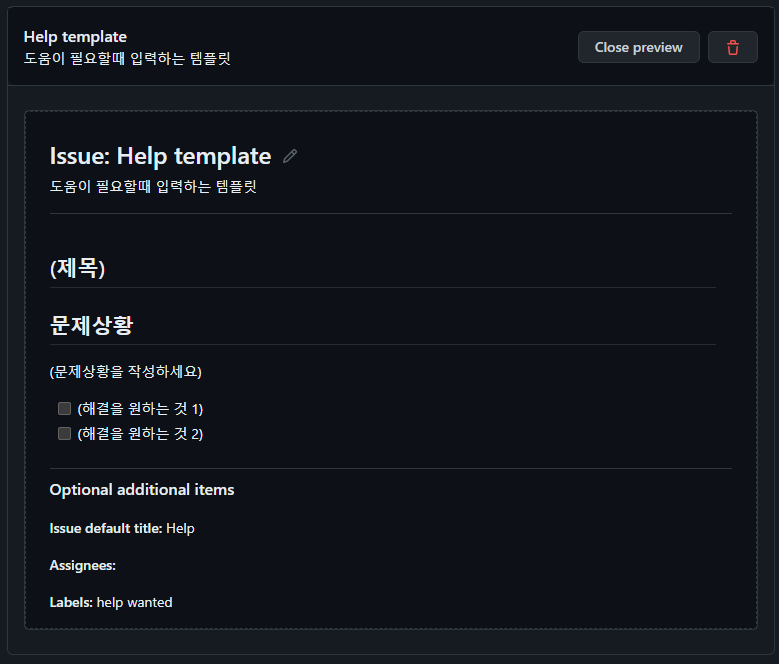 Help template
도움이 필요할때 입력하는 템플릿
Close preview
Issue: Help template
도움이 필요할때 입력하는 템플릿
(제목)
문제상황
(문제상황을 작성하세요)
(해결을 원하는 것 1)
(해결을 원하는 것 2)
Optional additional items
Issue default title: Help
Assignees:
Labels: help wanted